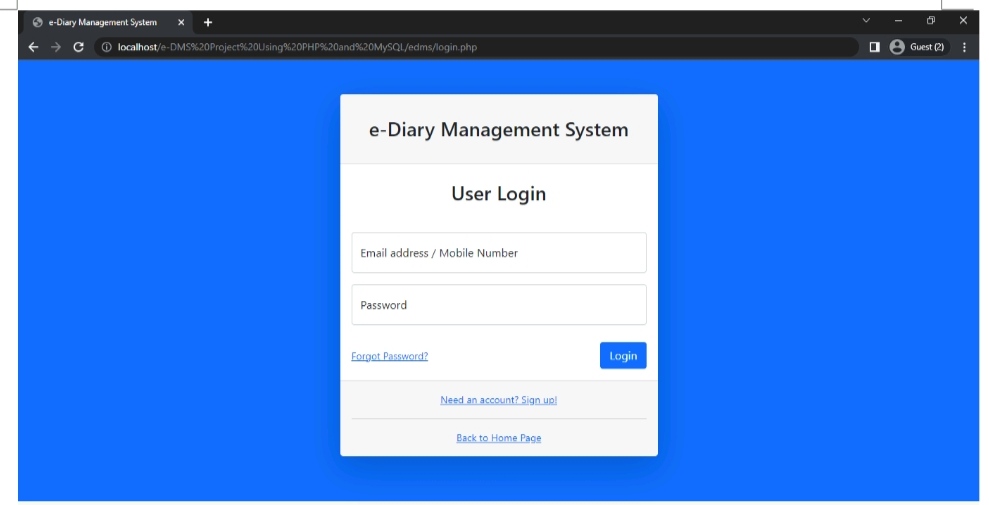 e-Diary Management System
localhost/e-DMS%20Project%20Using%20PHP%20and%20MySQL/edms/login.php
Guest (2)
e-Diary Management System
User Login
Email address / Mobile Number
Password
Forgot Password?
Login
Need an account? Sign up!
Back to Home Page